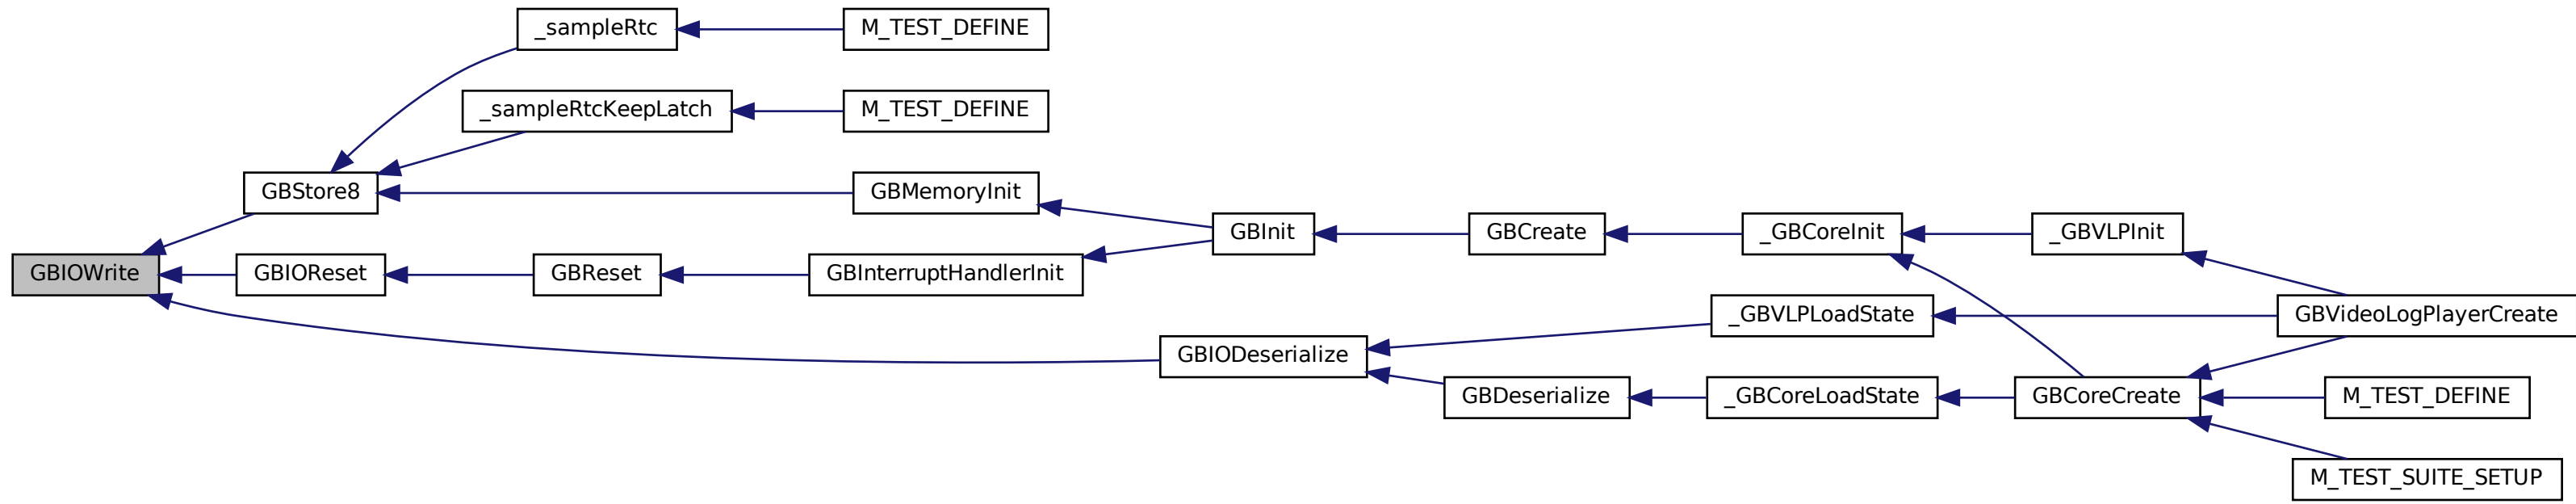 _sampleRtc
M_TEST_DEFINE
_sampleRtcKeepLatch
M_TEST_DEFINE
GBStore8
GBMemoryInit
GBInit
GBCreate
_GBCoreInit
_GBVLPInit
GBIOWrite
GBIOReset
GBReset
GBInterruptHandlerInit
_GBVLPLoadState
GBVideoLogPlayerCreate
GBIODeserialize
GBDeserialize
_GBCoreLoadState
GBCoreCreate
M_TEST_DEFINE
M_TEST_SUITE_SETUP